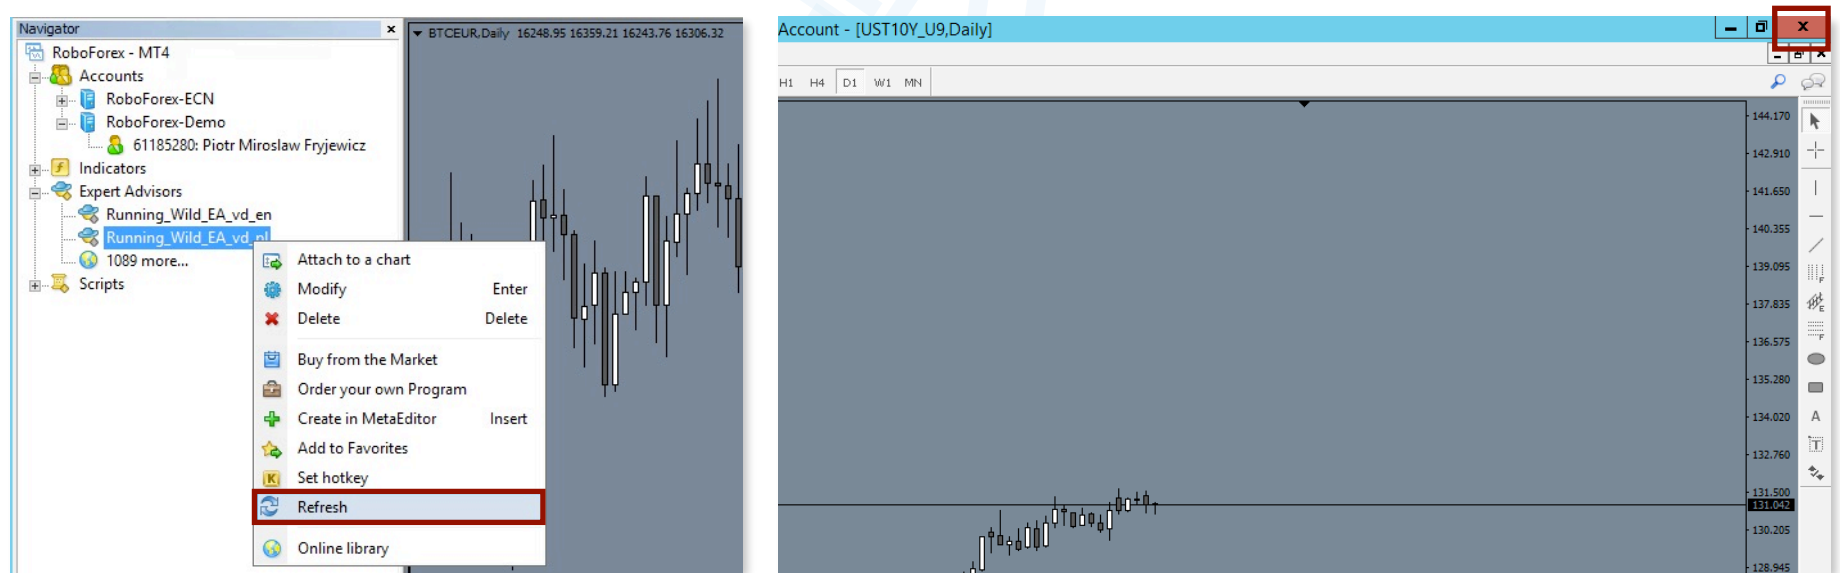 Navigator
RoboForex - MT4
Accounts
RoboForex-ECN
RoboForex-Demo
61185280: Piotr Miroslaw Fryjewicz
Indicators
Expert Advisors
Running_Wild_EA_vd_en
Running_Wild_EA_vd_pl
1089 more...
Scripts
Attach to a chart
Modify Enter
Delete Delete
Buy from the Market
Order your own Program
Create in MetaEditor Insert
Add to Favorites
Set hotkey
Refresh
Online library
BTCEUR,Daily 16248.95 16359.21 16243.76 16306.32
Account - [UST10Y_U9,Daily]
H1 H4 D1 W1 MN
144.170
142.910
141.650
140.355
139.095
137.835
136.575
135.280
134.020
132.760
131.500
131.042
130.205
128.945
F
E
F
A
T